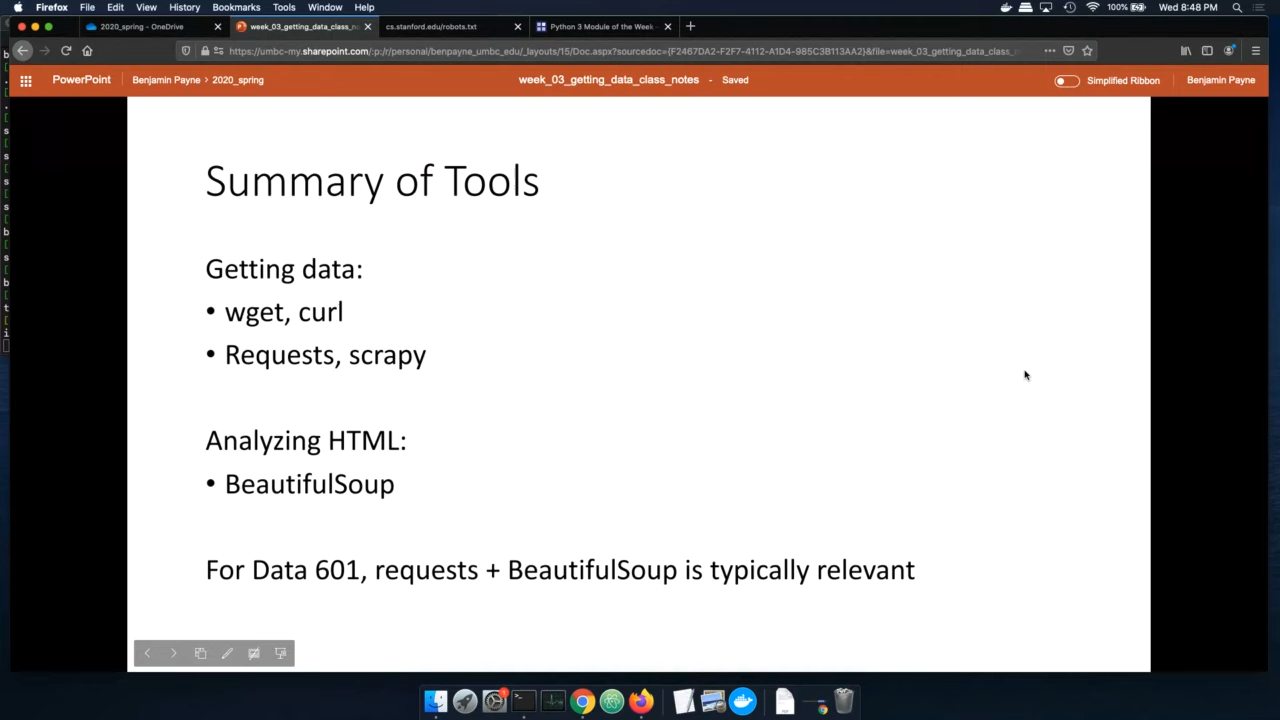 Firefox File Edit View History Bookmarks Tools Window Help 100% Wed 8:48 PM
2020_spring - OneDrive week_03_getting_data_class_no cs.stanford.edu/robots.txt Python 3 Module of the Week
https://umbc-my.sharepoint.com/:p:/r/personal/benpayne_umbc_edu/_layouts/15/Doc.aspx?sourcedoc={F2467DA2-F2F7-4112-A1D4-985C3B113AA2}&file=week_03_getting_data_class_
PowerPoint Benjamin Payne > 2020_spring week_03_getting_data_class_notes - Saved Simplified Ribbon Benjamin Payne
Summary of Tools
Getting data:
• wget, curl
• Requests, scrapy
Analyzing HTML:
• BeautifulSoup
For Data 601, requests + BeautifulSoup is typically relevant